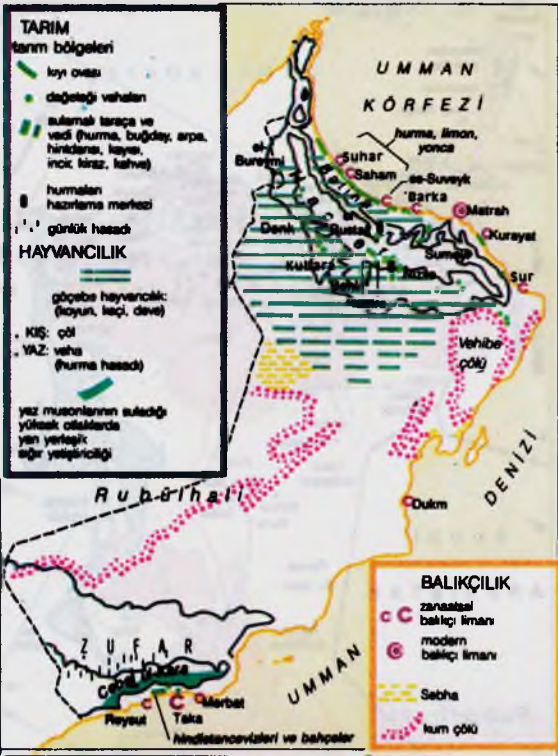 TARIM
tarım bölgeleri
kıyı ovası
dağeteği vahaları
sulamalı taraça ve
vadi (hurma, buğday, arpa,
hintdarısı, kayısı,
incir, kiraz, kahve)
hurmaları
hazırlama merkezi
günlük hasadı
HAYVANCILIK
göçebe hayvancılık:
(koyun, keçi, deve)
KIŞ: çöl
YAZ: vaha
(hurma hasadı)
yaz musonlarının suladığı
yüksek otlaklarda
yarı yerleşik
sığır yetiştiriciliği
UMMAN
KÖRFEZİ
hurma, limon,
yonca
el-
Bureymi
Suhar
Saham
es-Suveyk
Barka
Matrah
Kurayat
Sur
Denk
Rustak
Sumail
Vehibe
çölü
Rubülhali
Dukm
DENİZİ
UMMAN
ZUFAR
Reysut
Taka
Merbat
hindistancevizleri ve bahçeler
BALIKÇILIK
zanaatsal
balıkçı limanı
modern
balıkçı limanı
Sebha
kum çölü